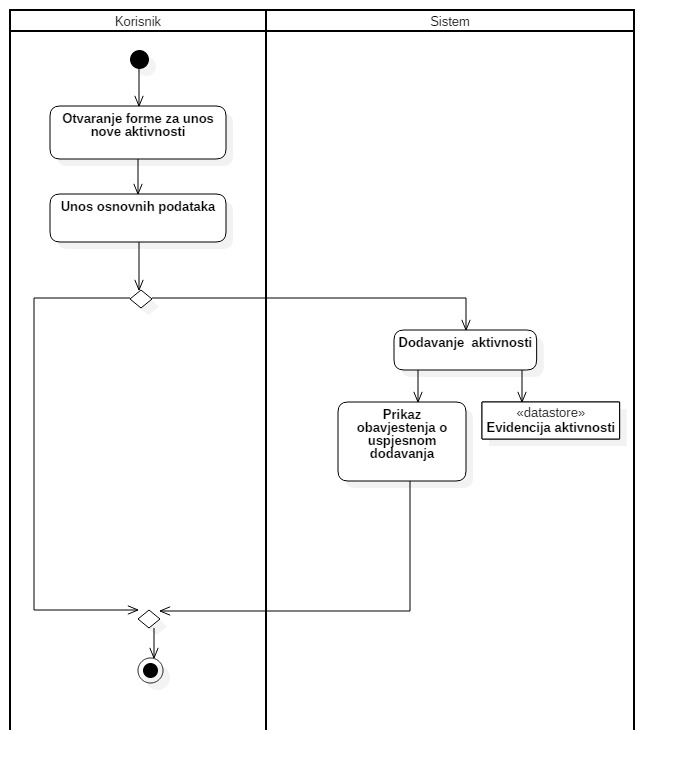 Korisnik
Sistem
Otvaranje forme za unos
nove aktivnosti
Unos osnovnih podataka
Dodavanje  aktivnosti
Prikaz
obavjestenja o
uspjesnom
dodavanja
«datastore»
Evidencija aktivnosti